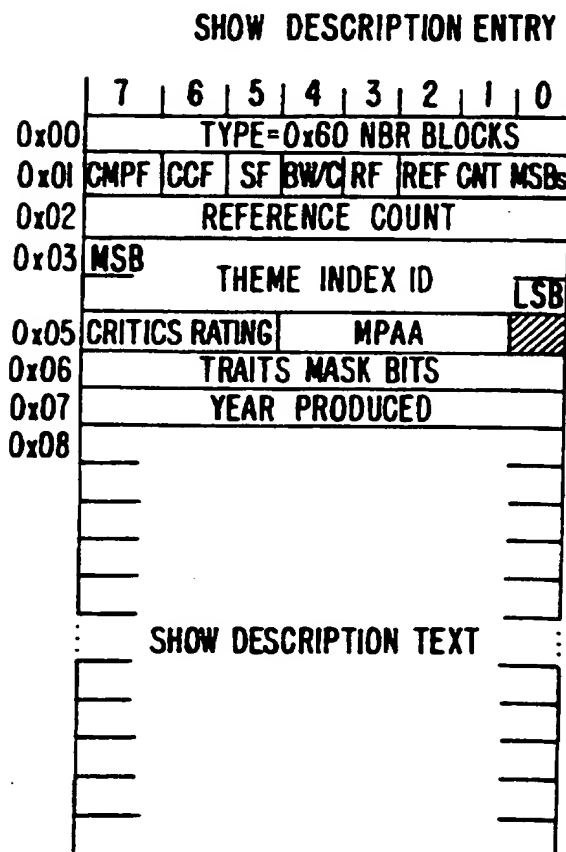 SHOW DESCRIPTION ENTRY
7 6 5 4 3 2 1 0
0x00 TYPE=0x60 NBR BLOCKS
0x01 CMPF CCF SF BW/C RF REF CNT MSBs
0x02 REFERENCE COUNT
0x03 MSB THEME INDEX ID LSB
0x05 CRITICS RATING MPAA
0x06 TRAITS MASK BITS
0x07 YEAR PRODUCED
0x08
SHOW DESCRIPTION TEXT